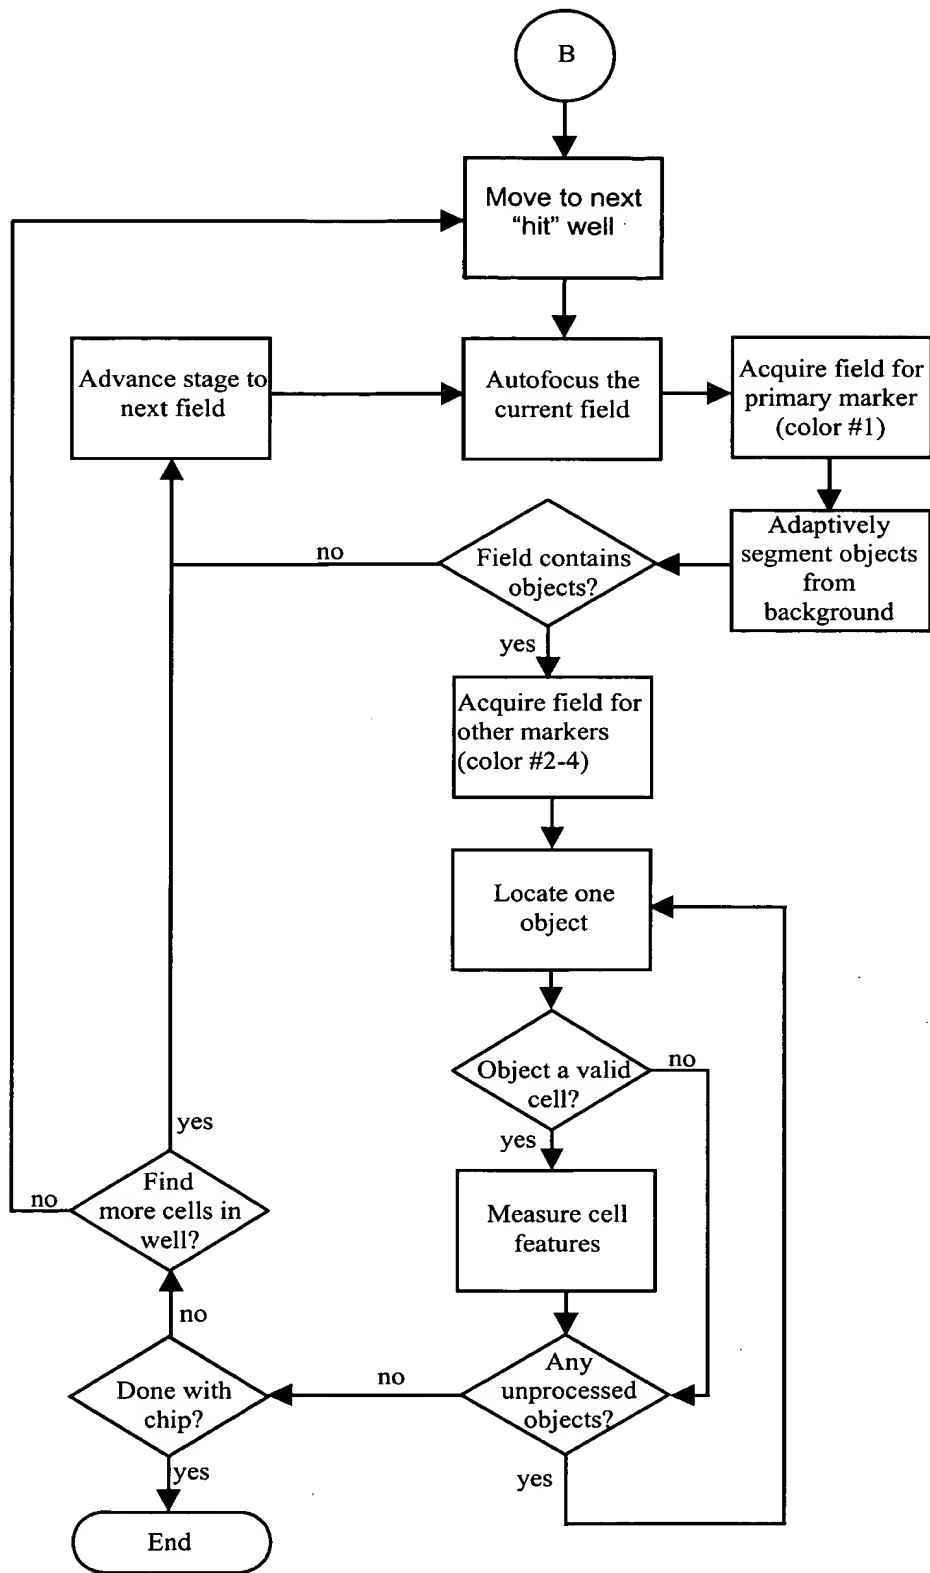 B
Move to next
“hit” well
Advance stage to
next field
Autofocus the
current field
Acquire field for
primary marker
(color #1)
Adaptively
segment objects
from
background
Field contains
objects?
no
yes
Acquire field for
other markers
(color #2-4)
Locate one
object
Object a valid
cell?
no
yes
Measure cell
features
Any
unprocessed
objects?
yes
no
Done with
chip?
no
yes
Find
more cells in
well?
yes
no
End